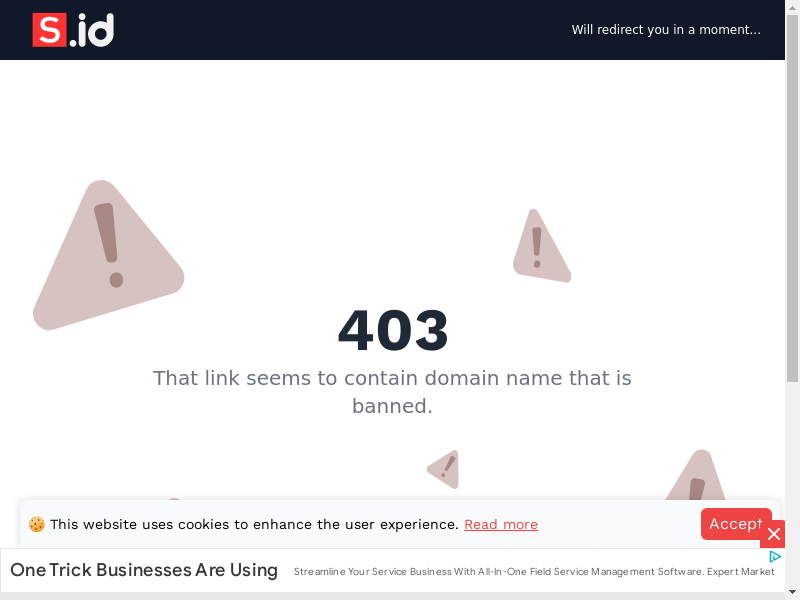 S.id
Will redirect you in a moment...
403
That link seems to contain domain name that is
banned.
🍪 This website uses cookies to enhance the user experience. Read more
Accept
One Trick Businesses Are Using
Streamline Your Service Business With All-In-One Field Service Management Software. Expert Market